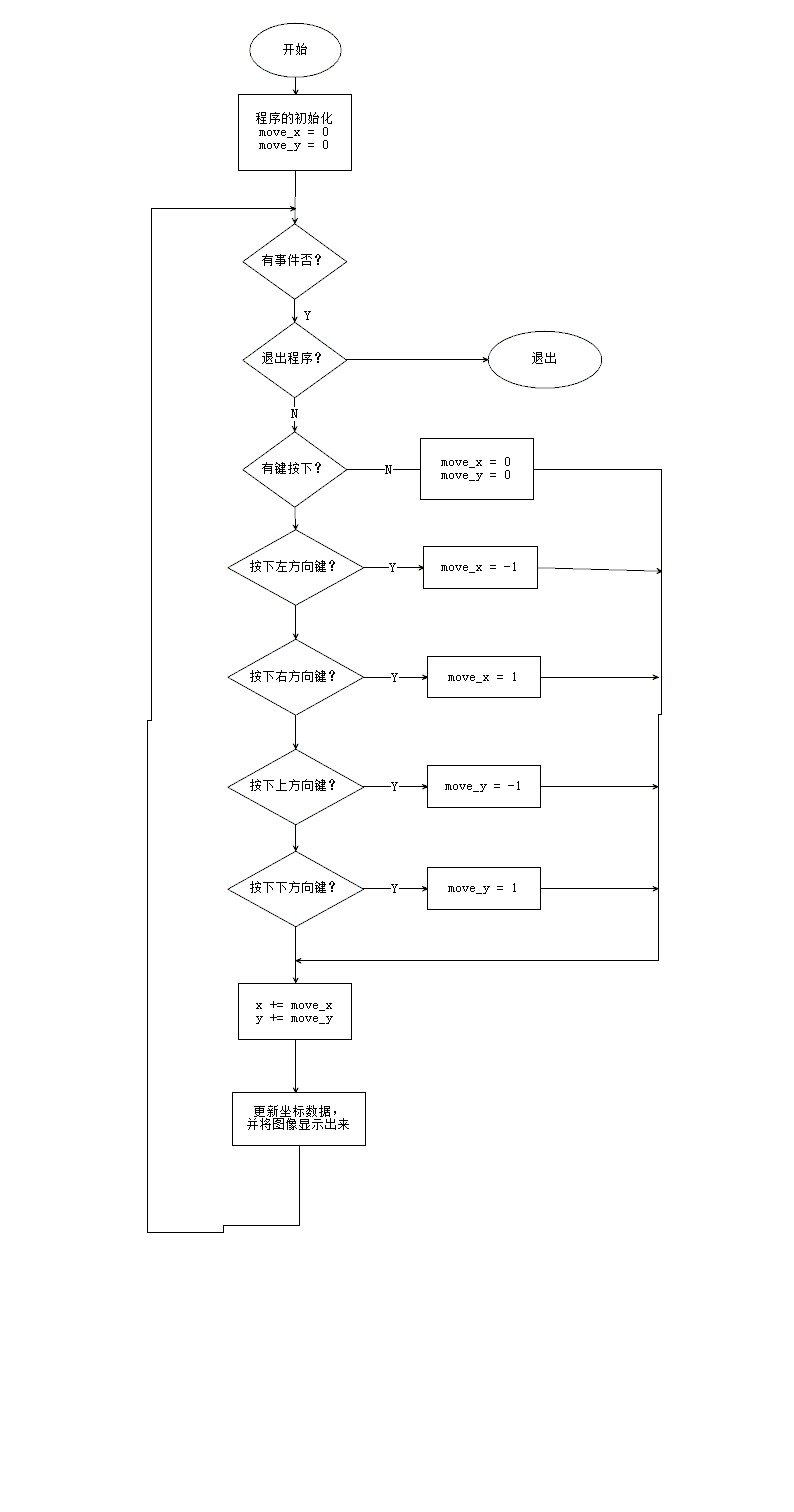 开始
程序的初始化
move_x = 0
move_y = 0
有事件否?
Y
退出程序?
退出
N
有键按下?
N
move_x = 0
move_y = 0
按下左方向键?
Y
move_x = -1
按下右方向键?
Y
move_x = 1
按下上方向键?
Y
move_y = -1
按下下方向键?
Y
move_y = 1
x += move_x
y += move_y
更新坐标数据,
并将图像显示出来